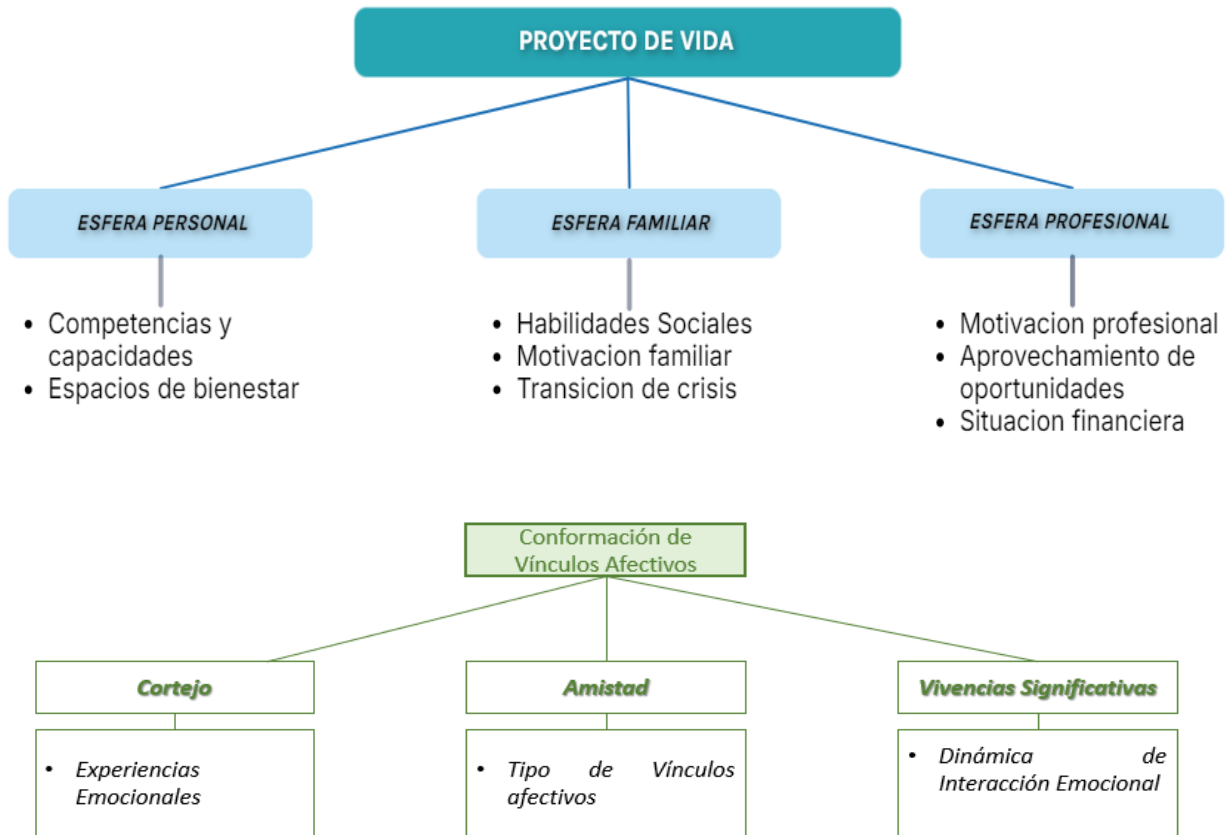 PROYECTO DE VIDA
ESFERA PERSONAL
ESFERA FAMILIAR
ESFERA PROFESIONAL
• Competencias y
capacidades
• Espacios de bienestar
• Habilidades Sociales
• Motivacion familiar
• Transicion de crisis
• Motivacion profesional
• Aprovechamiento de
oportunidades
• Situacion financiera
Conformación de
Vínculos Afectivos
Cortejo
Amistad
Vivencias Significativas
• Experiencias
Emocionales
• Tipo de Vínculos
afectivos
• Dinámica de
Interacción Emocional